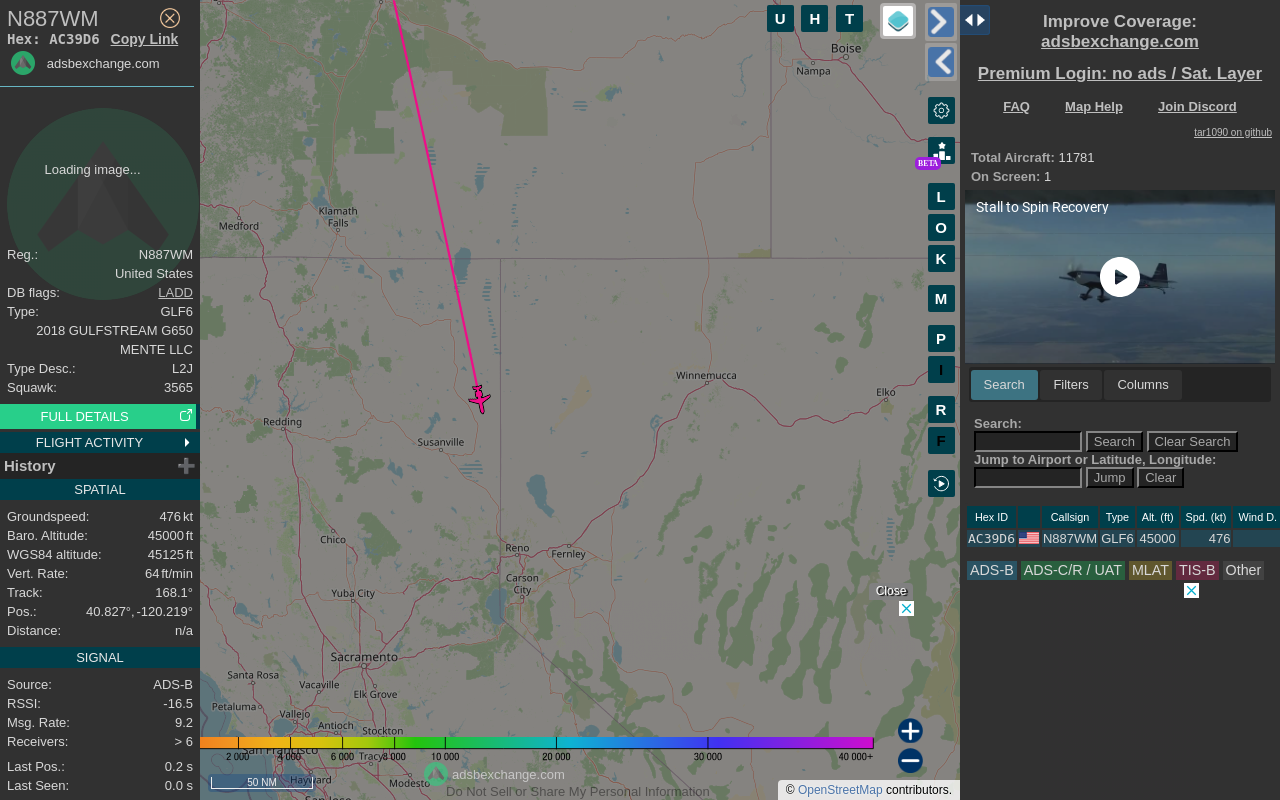 N887WM
Hex: AC39D6 Copy Link
adsbexchange.com
Loading image...
Reg.: N887WM
United States
DB flags: LADD
Type: GLF6
2018 GULFSTREAM G650
MENTE LLC
Type Desc.: L2J
Squawk: 3565
FULL DETAILS
FLIGHT ACTIVITY
History
SPATIAL
Groundspeed: 476 kt
Baro. Altitude: 45000 ft
WGS84 altitude: 45125 ft
Vert. Rate: 64 ft/min
Track: 168.1°
Pos.: 40.827°, -120.219°
Distance: n/a
SIGNAL
Source: ADS-B
RSSI: -16.5
Msg. Rate: 9.2
Receivers: > 6
Last Pos.: 0.2 s
Last Seen: 0.0 s
U H T
BETA
L
O
K
M
P
I
R
F
Boise
Nampa
Medford
Klamath
Falls
Winnemucca
Elko
Redding
Susanville
Chico
Reno
Fernley
Carson
City
Yuba City
Sacramento
Santa Rosa
Vacaville
Elk Grove
Petaluma
Vallejo
Antioch
Stockton
San Francisco
Tracy
Hayward
Modesto
San Jose
Close
2 000 4 000 6 000 8 000 10 000 20 000 30 000 40 000+
50 NM
adsbexchange.com
Do Not Sell or Share My Personal Information
© OpenStreetMap contributors.
Improve Coverage:
adsbexchange.com
Premium Login: no ads / Sat. Layer
FAQ Map Help Join Discord
tar1090 on github
Total Aircraft: 11781
On Screen: 1
Stall to Spin Recovery
Search Filters Columns
Search:
Search Clear Search
Jump to Airport or Latitude, Longitude:
Jump Clear
Hex ID Callsign Type Alt. (ft) Spd. (kt) Wind D.
AC39D6 N887WM GLF6 45000 476
ADS-B ADS-C/R / UAT MLAT TIS-B Other